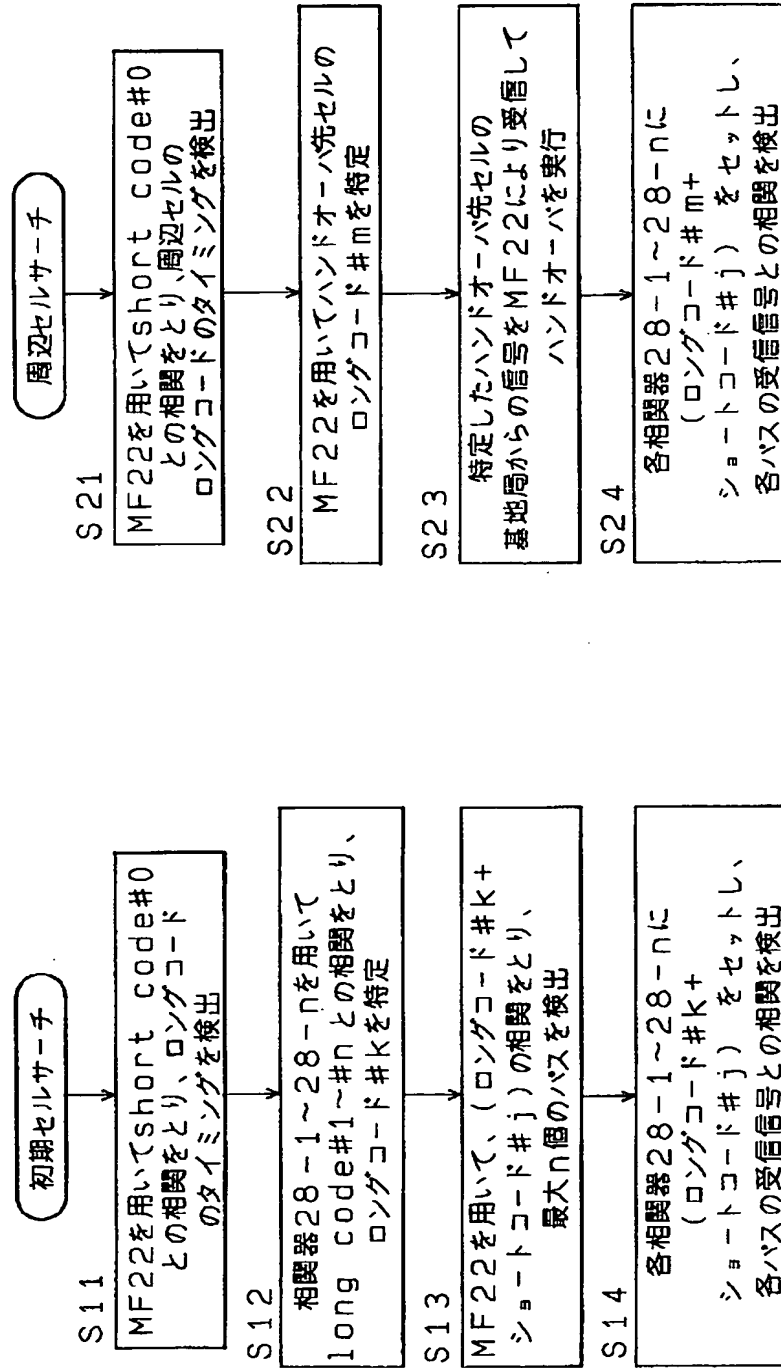 初期セルサーチ
S11
MF22を用いてshort code#0
との相関をとり、ロングコード
のタイミングを検出
S12
相関器28-1~28-nを用いて
long code#1~#nとの相関をとり、
ロングコード#kを特定
S13
MF22を用いて、(ロングコード#k+
ショートコード#j)の相関をとり、
最大n個のパスを検出
S14
各相関器28-1~28-nに
(ロングコード#k+
ショートコード#j)をセットし、
各パスの受信信号との相関を検出
周辺セルサーチ
S21
MF22を用いてshort code#0
との相関をとり、周辺セルの
ロングコードのタイミングを検出
S22
MF22を用いてハンドオーバ先セルの
ロングコード#mを特定
S23
特定したハンドオーバ先セルの
基地局からの信号をMF22により受信して
ハンドオーバを実行
S24
各相関器28-1~28-nに
(ロングコード#m+
ショートコード#j)をセットし、
各パスの受信信号との相関を検出